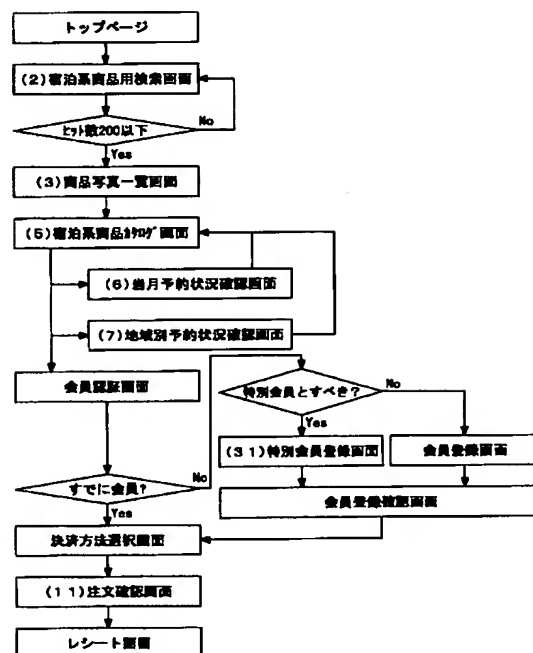 トップページ
(2)宿泊系商品用検索画面
ヒット数200以下
No
Yes
(3)商品写真一覧画面
(5)宿泊系商品カタログ画面
(6)当月予約状況確認画面
(7)地域別予約状況確認画面
会員認証画面
特別会員とすべき?
No
Yes
(31)特別会員登録画面
会員登録画面
すでに会員?
No
会員登録確認画面
Yes
決済方法選択画面
(11)注文確認画面
レシート画面